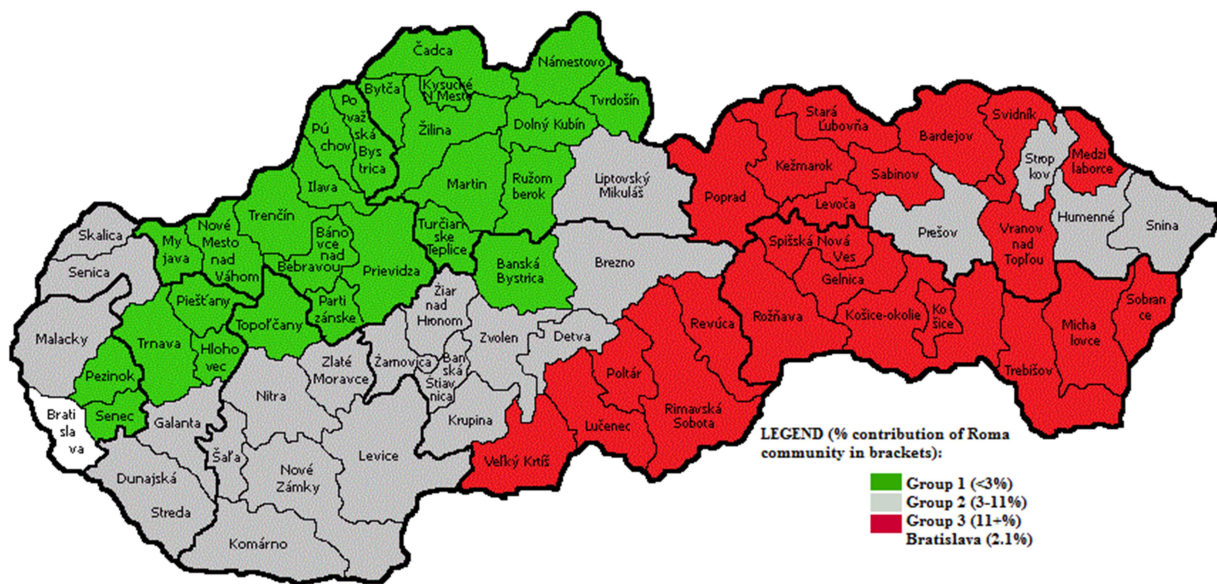 Čadca
Námestovo
Bytča
Kysucké
N Mesto
Tvrdošín
Po
važ
ská
Bys
trica
Pú
chov
Žilina
Dolný Kubín
Stará
Ľubovňa
Bardejov
Svidník
Strop
kov
Medzi
laborce
Ilava
Martin
Ružom
berok
Liptovský
Mikuláš
Poprad
Kežmarok
Sabinov
Levoča
Trenčín
Turčian
ske
Teplice
Prešov
Humenné
Snina
Skalica
My
java
Nové
Mesto
nad
Váhom
Báno
vce nad
Bebravou
Prievidza
Banská
Bystrica
Brezno
Spišská Nová
Ves
Vranov
nad
Topľou
Senica
Piešťany
Parti
zánske
Žiar
nad
Hronom
Gelnica
Malacky
Trnava
Topoľčany
Hloho
vec
Zvolen
Detva
Revúca
Rožňava
Košice-okolie
Ko
šice
Micha
lovce
Sobran
ce
Pezinok
Zlaté
Moravce
Žarnovica
Ban
ská
Štiav
nica
Poltár
Trebišov
Brati
sla
va
Senec
Galanta
Nitra
Krupina
Lučenec
Rimavská
Sobota
Šaľa
Levice
Veľký Krtíš
Dunajská
Streda
Nové
Zámky
Komárno
LEGEND (% contribution of Roma
community in brackets):
Group 1 (<3%)
Group 2 (3-11%)
Group 3 (11+%)
Bratislava (2.1%)